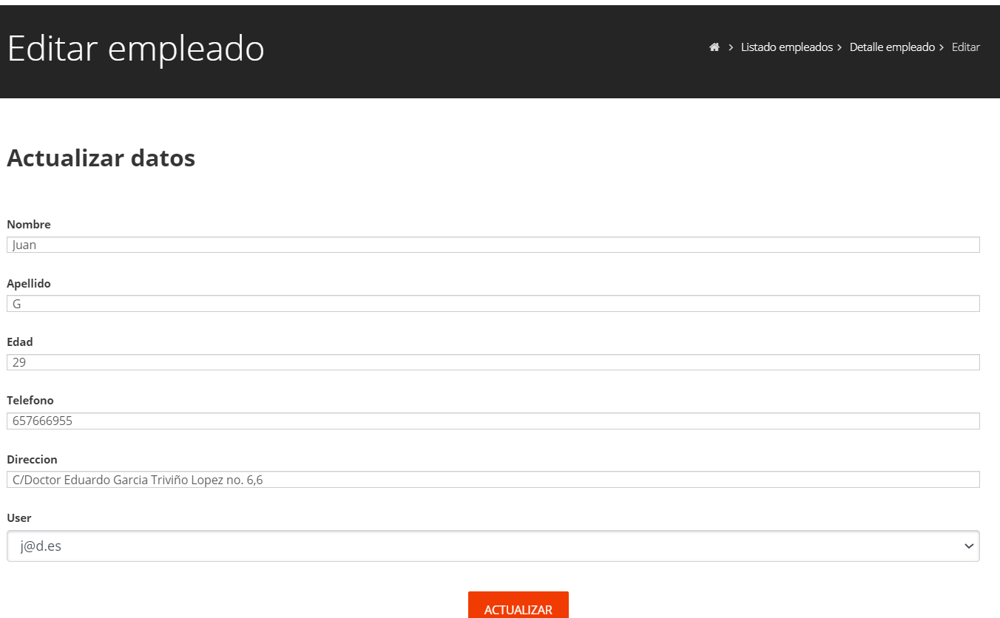 Editar empleado
Listado empleados > Detalle empleado > Editar
Actualizar datos
Nombre
Juan
Apellido
G
Edad
29
Telefono
657666955
Direccion
C/Doctor Eduardo Garcia Triviño Lopez no. 6,6
User
j@d.es
ACTUALIZAR